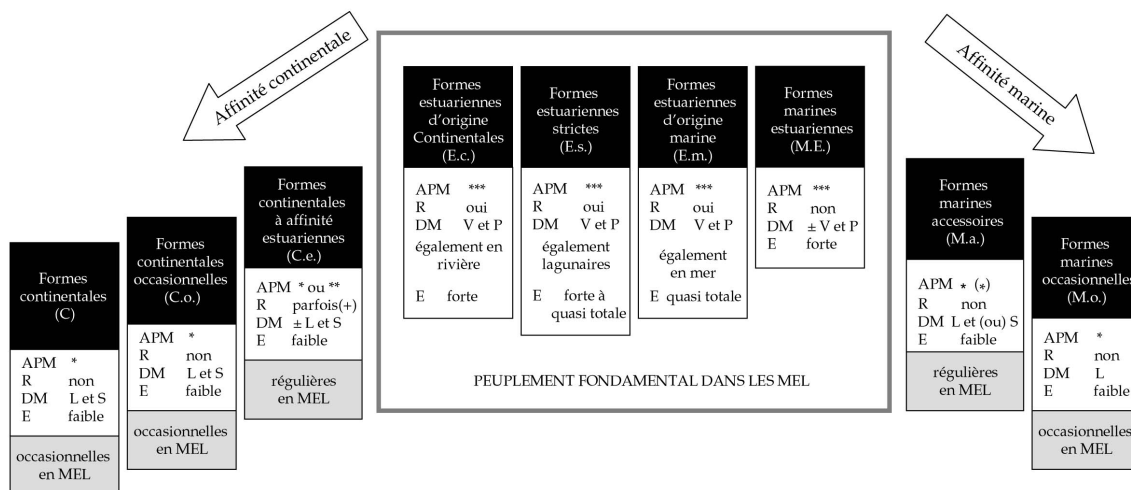 Affinité continentale
Affinité marine
Formes
continentales
(C)
APM *
R non
DM L et S
E faible
occasionnelles
en MEL
Formes
continentales
occasionnelles
(C.o.)
APM *
R non
DM L et S
E faible
occasionnelles
en MEL
Formes
continentales
à affinité
estuariennes
(C.e.)
APM * ou **
R parfois(+)
DM ± L et S
E faible
régulières
en MEL
Formes
estuariennes
d'origine
Continentales
(E.c.)
APM ***
R oui
DM V et P
également en
rivière
E forte
Formes
estuariennes
strictes
(E.s.)
APM ***
R oui
DM V et P
également
lagunaires
E forte à
quasi totale
Formes
estuariennes
d'origine
marine
(E.m.)
APM ***
R oui
DM V et P
également
en mer
E quasi totale
Formes
marines
estuariennes
(M.E.)
APM ***
R non
DM ± V et P
E forte
PEUPLEMENT FONDAMENTAL DANS LES MEL
Formes
marines
accessoires
(M.a.)
APM * (*)
R non
DM L et (ou) S
E faible
régulières
en MEL
Formes
marines
occasionnelles
(M.o.)
APM *
R non
DM L
E faible
occasionnelles
en MEL